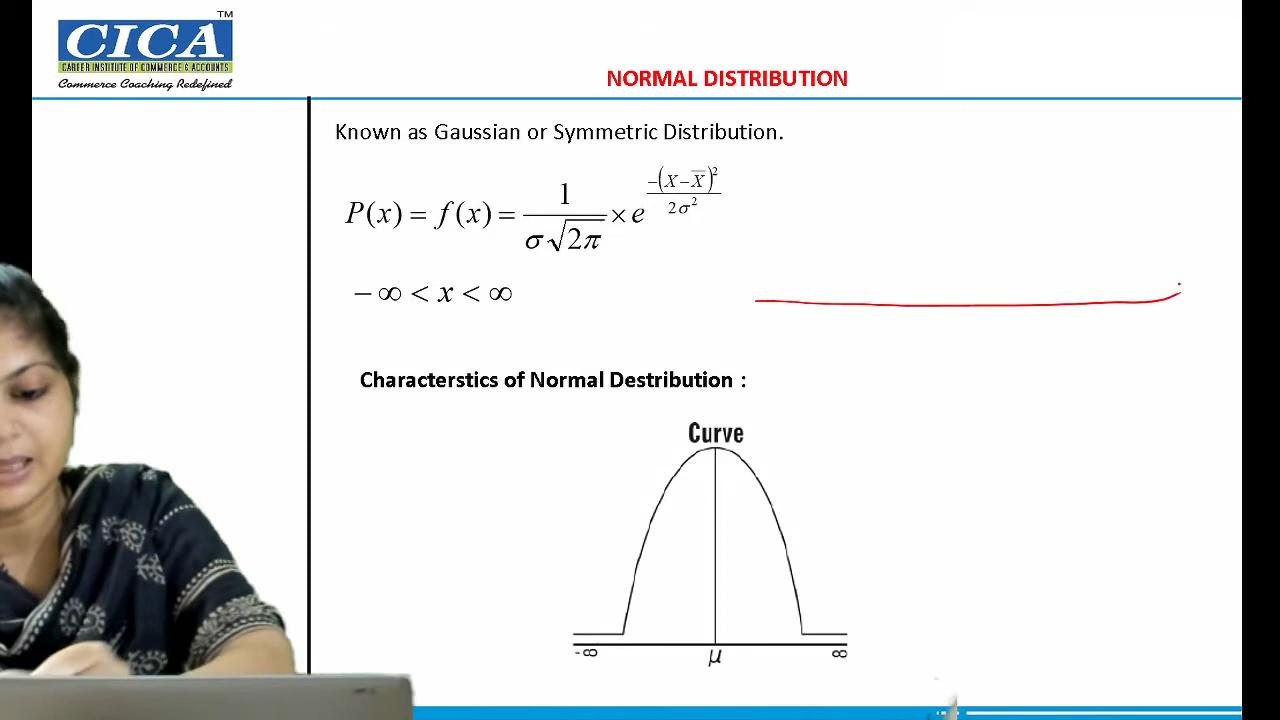 TM
CICA
CAREER INSTITUTE OF COMMERCE & ACCOUNTS
Commerce Coaching Redefined
NORMAL DISTRIBUTION
Known as Gaussian or Symmetric Distribution.
P(x) = f(x) = 1/(σ√2π) × e^(−(X−X̅)²/2σ²)
−∞ < x < ∞
Characterstics of Normal Destribution :
Curve
-∞ μ ∞